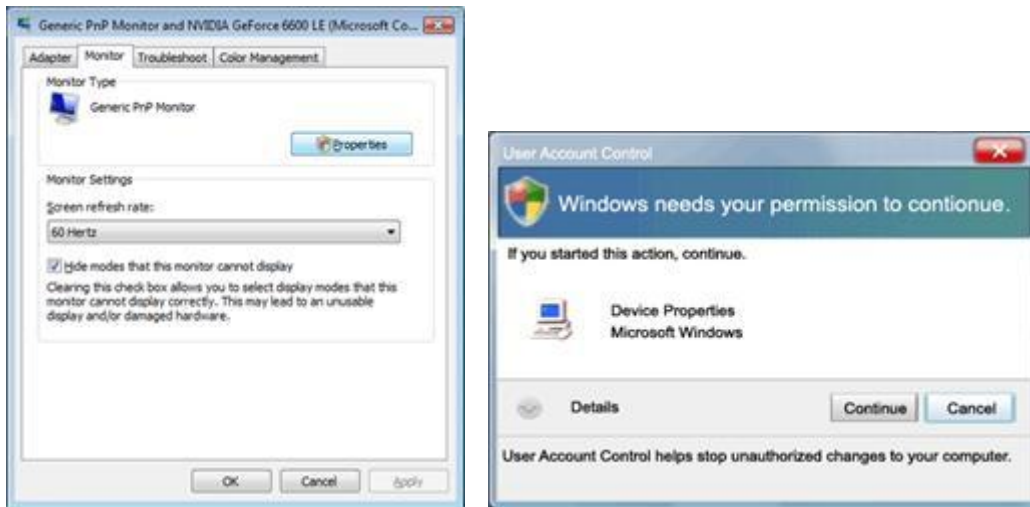 Generic PnP Monitor and NVIDIA GeForce 6600 LE (Microsoft Co...
Adapter Monitor Troubleshoot Color Management
Monitor Type
Generic PnP Monitor
Properties
Monitor Settings
Screen refresh rate:
60 Hertz
Hide modes that this monitor cannot display
Clearing this check box allows you to select display modes that this
monitor cannot display correctly. This may lead to an unusable
display and/or damaged hardware.
OK Cancel Apply
User Account Control
Windows needs your permission to contionue.
If you started this action, continue.
Device Properties
Microsoft Windows
Details Continue Cancel
User Account Control helps stop unauthorized changes to your computer.